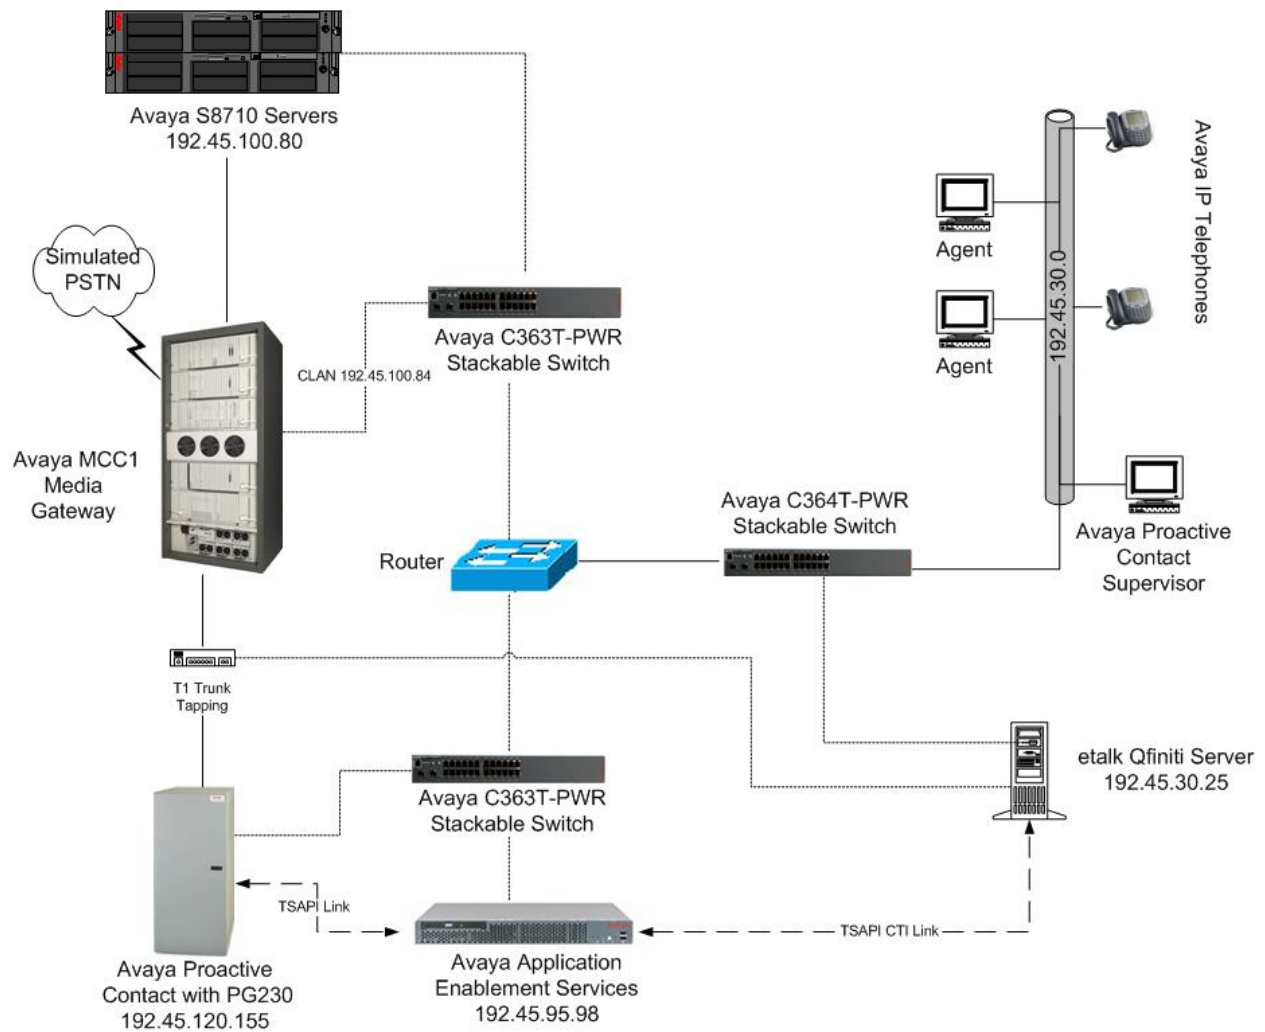 Avaya S8710 Servers
192.45.100.80
Simulated
PSTN
Avaya C363T-PWR
Stackable Switch
CLAN 192.45.100.84
Avaya MCC1
Media
Gateway
Agent
Agent
192.45.30.0
Avaya IP Telephones
Avaya C364T-PWR
Stackable Switch
Avaya Proactive
Contact
Supervisor
Router
T1 Trunk
Tapping
Avaya C363T-PWR
Stackable Switch
etalk Qfiniti Server
192.45.30.25
TSAPI Link
TSAPI CTI Link
Avaya Proactive
Contact with PG230
192.45.120.155
Avaya Application
Enablement Services
192.45.95.98